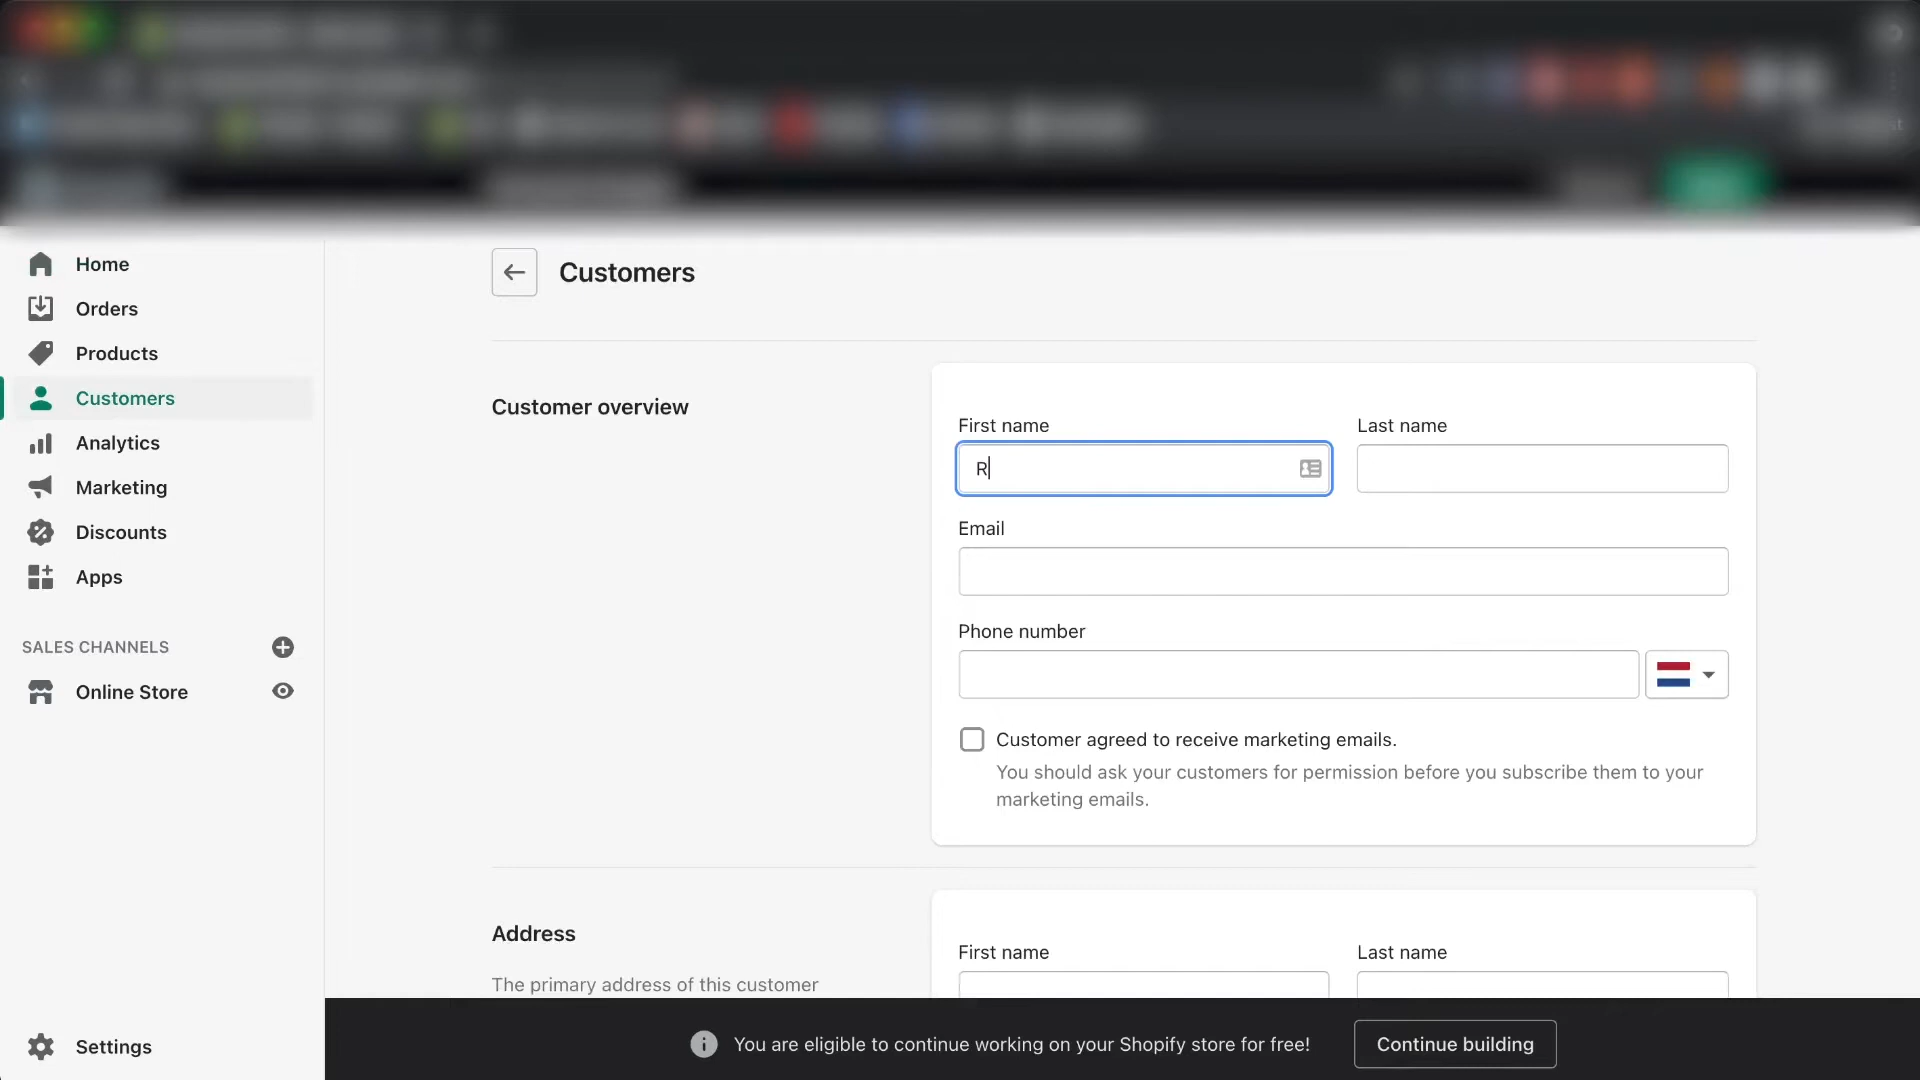 Home
Orders
Products
Customers
Analytics
Marketing
Discounts
Apps
SALES CHANNELS
Online Store
Settings
Customers
Customer overview
First name
Last name
R
Email
Phone number
Customer agreed to receive marketing emails.
You should ask your customers for permission before you subscribe them to your
marketing emails.
Address
The primary address of this customer
First name
Last name
You are eligible to continue working on your Shopify store for free!
Continue building